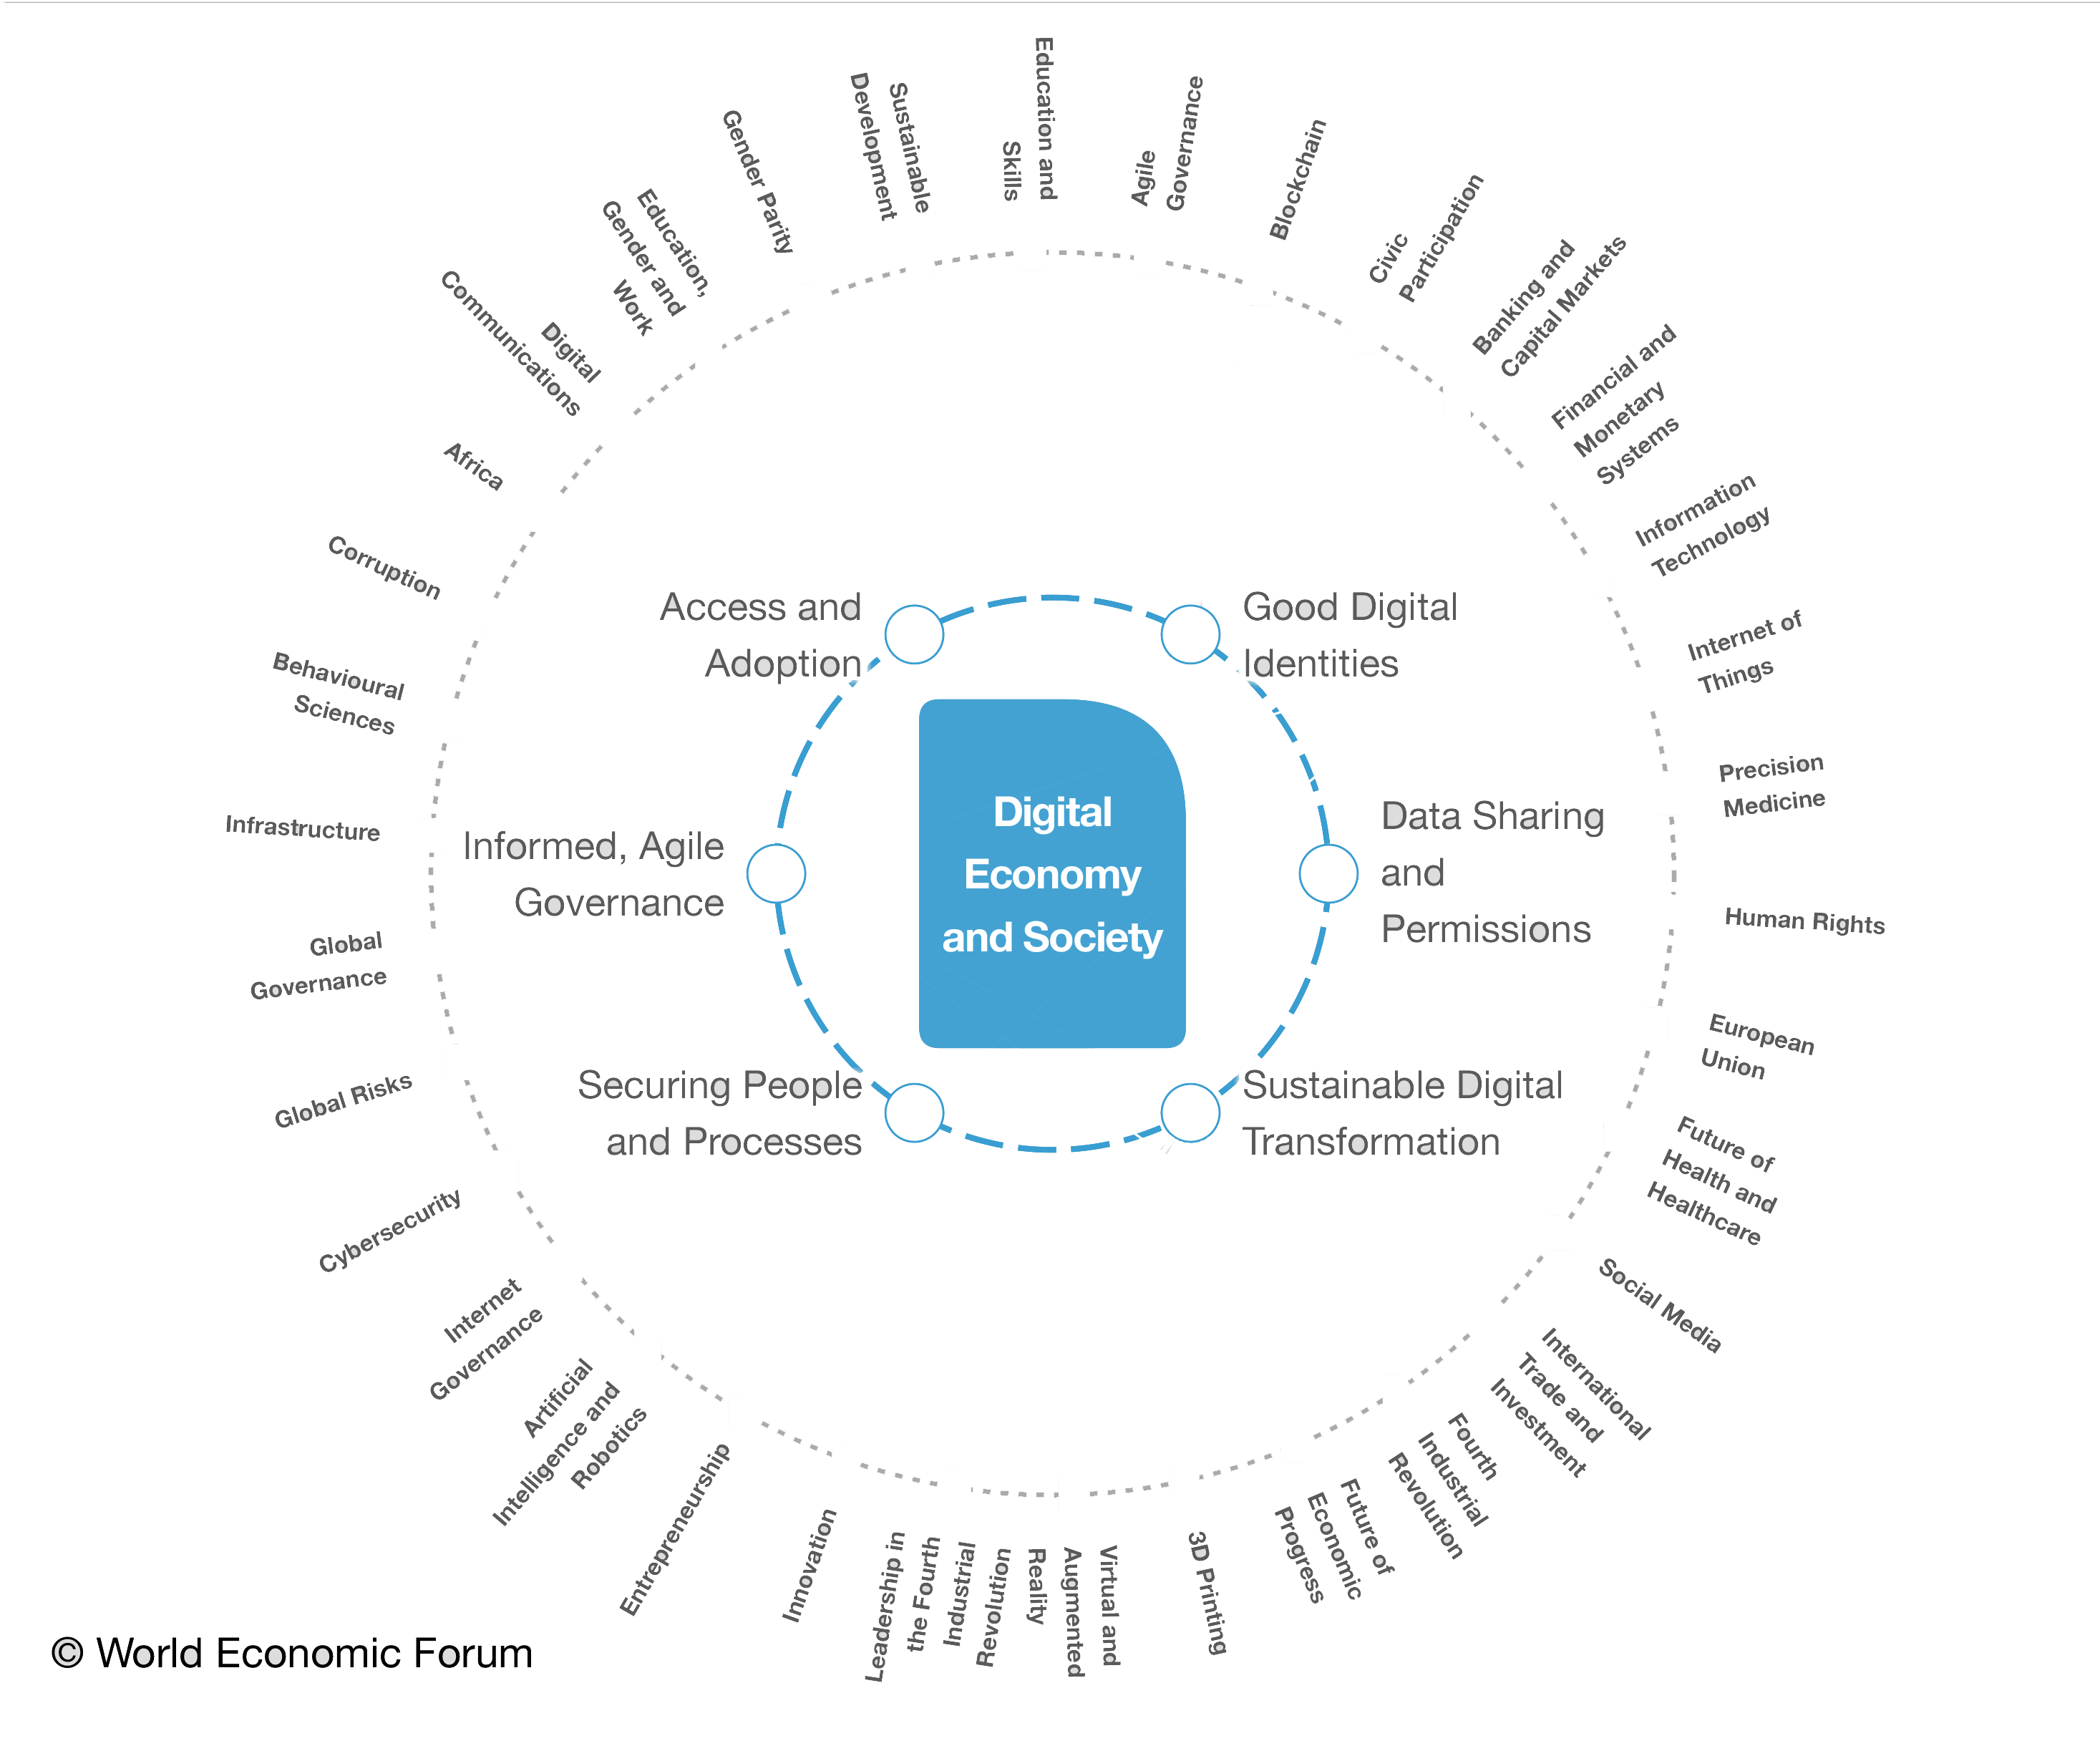 Digital
Economy
and Society
Access and
Adoption
Good Digital
Identities
Data Sharing
and
Permissions
Sustainable Digital
Transformation
Securing People
and Processes
Informed, Agile
Governance
Education and
Skills
Agile
Governance
Blockchain
Civic
Participation
Banking and
Capital Markets
Financial and
Monetary
Systems
Information
Technology
Internet of
Things
Precision
Medicine
Human Rights
European
Union
Future of
Health and
Healthcare
Social Media
International
Trade and
Investment
Fourth
Industrial
Revolution
Future of
Economic
Progress
3D Printing
Virtual and
Augmented
Reality
Leadership in
the Fourth
Industrial
Revolution
Innovation
Entrepreneurship
Artificial
Intelligence and
Robotics
Internet
Governance
Cybersecurity
Global Risks
Global
Governance
Infrastructure
Behavioural
Sciences
Corruption
Africa
Digital
Communications
Education,
Gender and
Work
Gender Parity
Sustainable
Development
© World Economic Forum